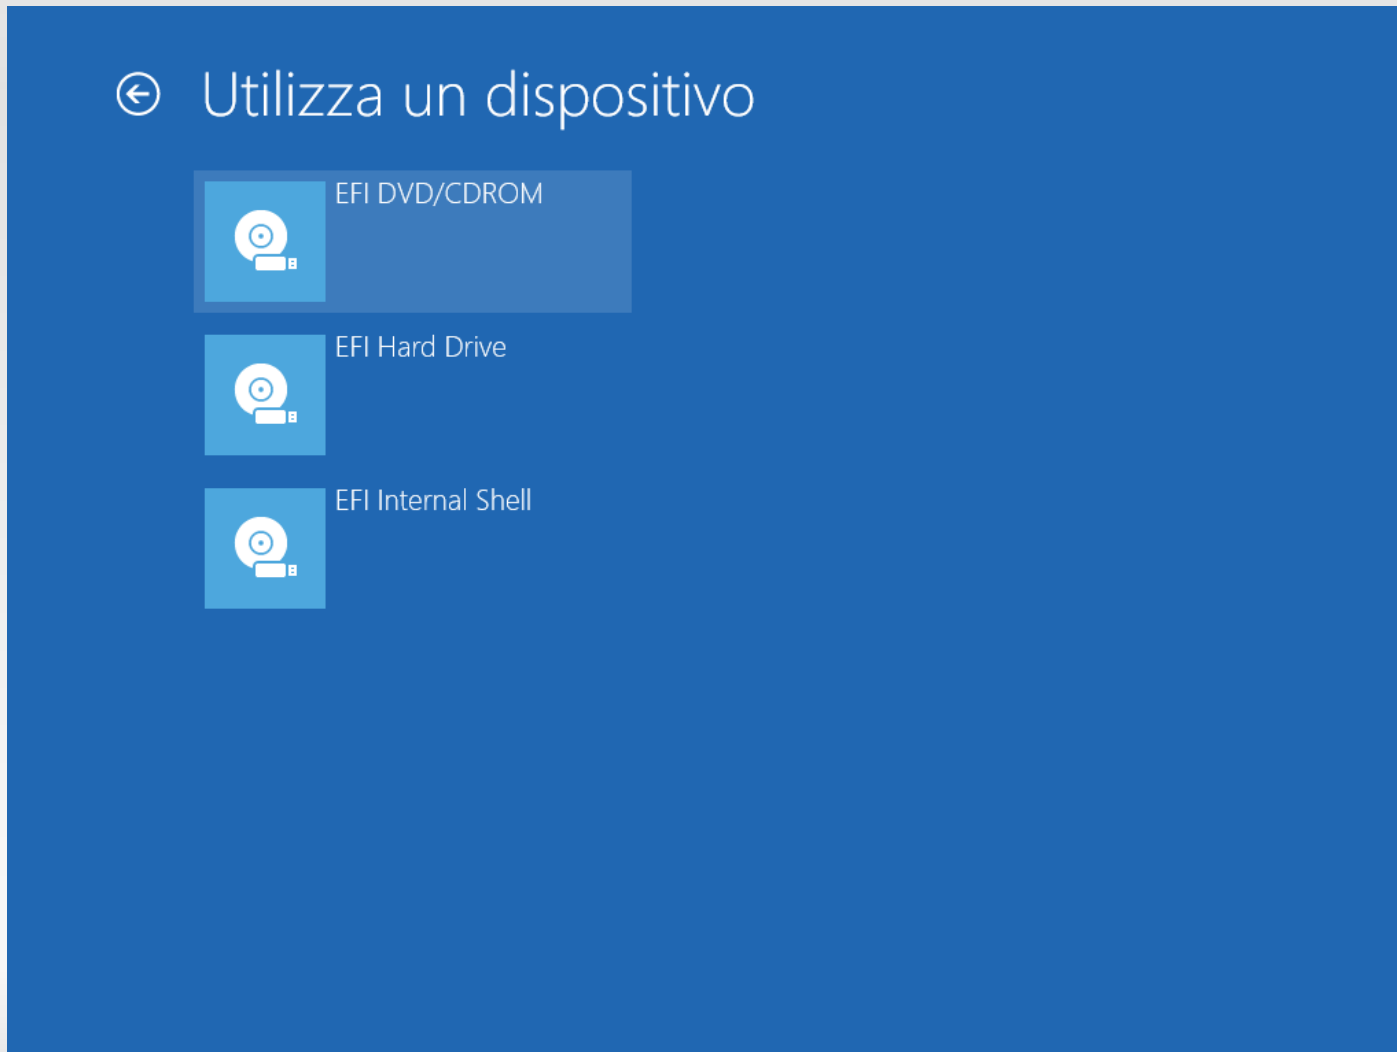 Utilizza un dispositivo
EFI DVD/CDROM
EFI Hard Drive
EFI Internal Shell